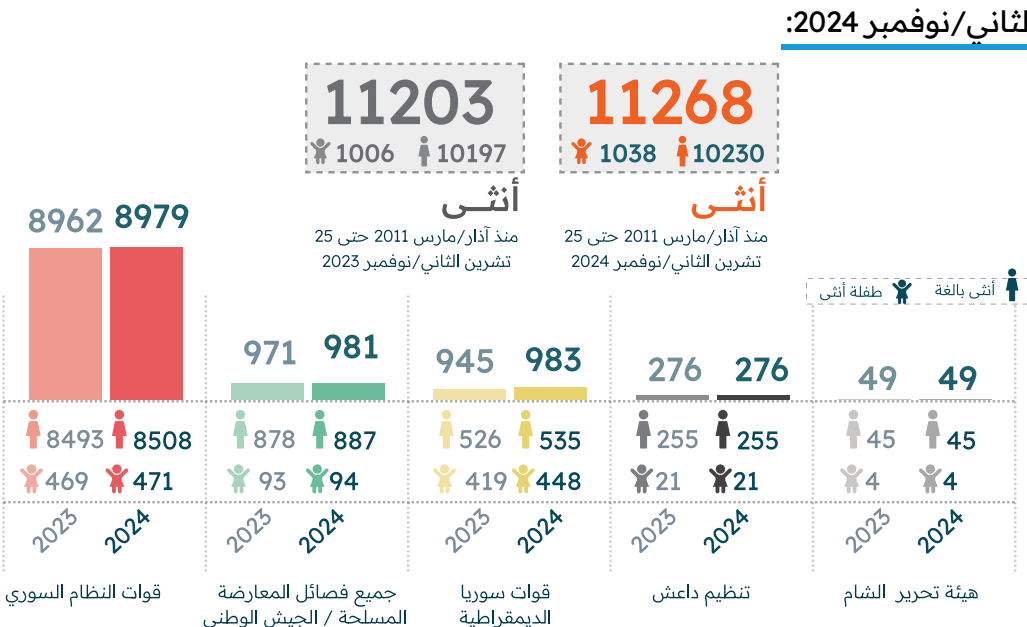 لثاني/نوفمبر 2024:
11268
1038 10230
أنثــى
منذ آذار/مارس 2011 حتى 25
تشرين الثاني/نوفمبر 2024
11203
1006 10197
أنثــى
منذ آذار/مارس 2011 حتى 25
تشرين الثاني/نوفمبر 2023
أنثى بالغة طفلة أنثى
8962 8979
971 981
945 983
276 276
49 49
8493 8508
878 887
526 535
255 255
45 45
469 471
93 94
419 448
21 21
4 4
2023 2024
2023 2024
2023 2024
2023 2024
2023 2024
قوات النظام السوري
جميع فصائل المعارضة
المسلحة / الجيش الوطني
قوات سوريا
الديمقراطية
تنظيم داعش
هيئة تحرير الشام